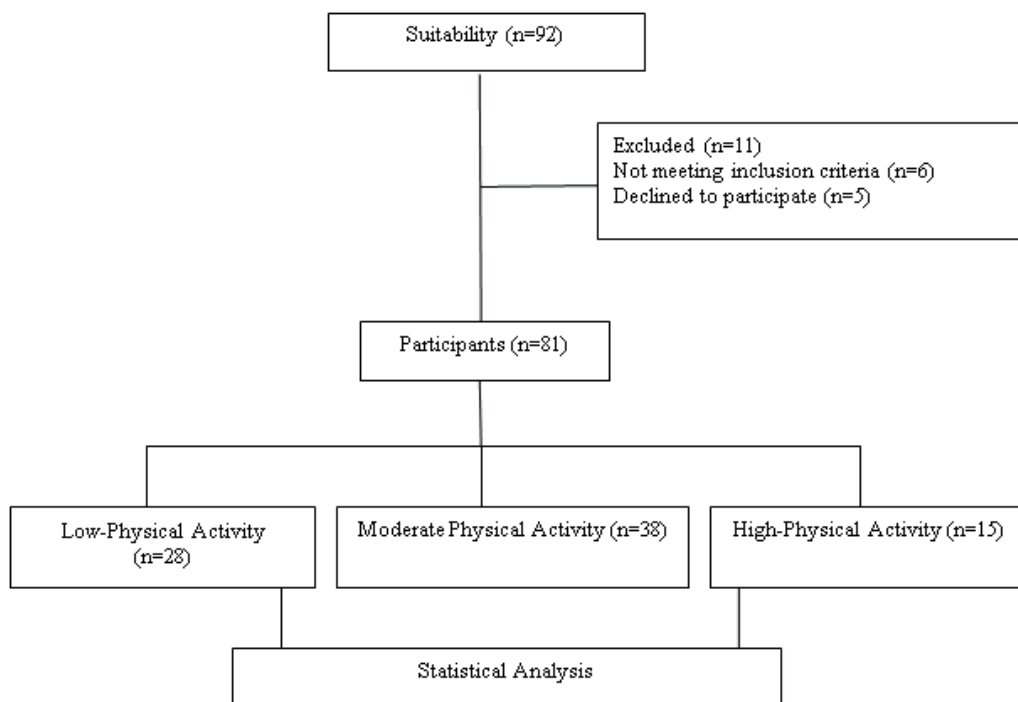 Suitability (n=92)
Excluded (n=11)
Not meeting inclusion criteria (n=6)
Declined to participate (n=5)
Participants (n=81)
Low-Physical Activity
(n=28)
Moderate Physical Activity (n=38)
High-Physical Activity (n=15)
Statistical Analysis